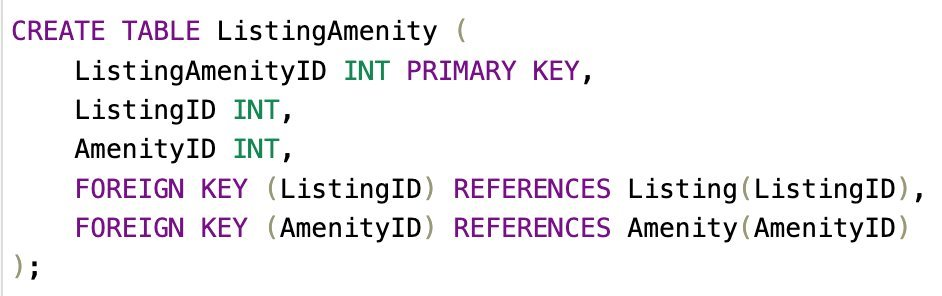 CREATE TABLE ListingAmenity (
    ListingAmenityID INT PRIMARY KEY,
    ListingID INT,
    AmenityID INT,
    FOREIGN KEY (ListingID) REFERENCES Listing(ListingID),
    FOREIGN KEY (AmenityID) REFERENCES Amenity(AmenityID)
);